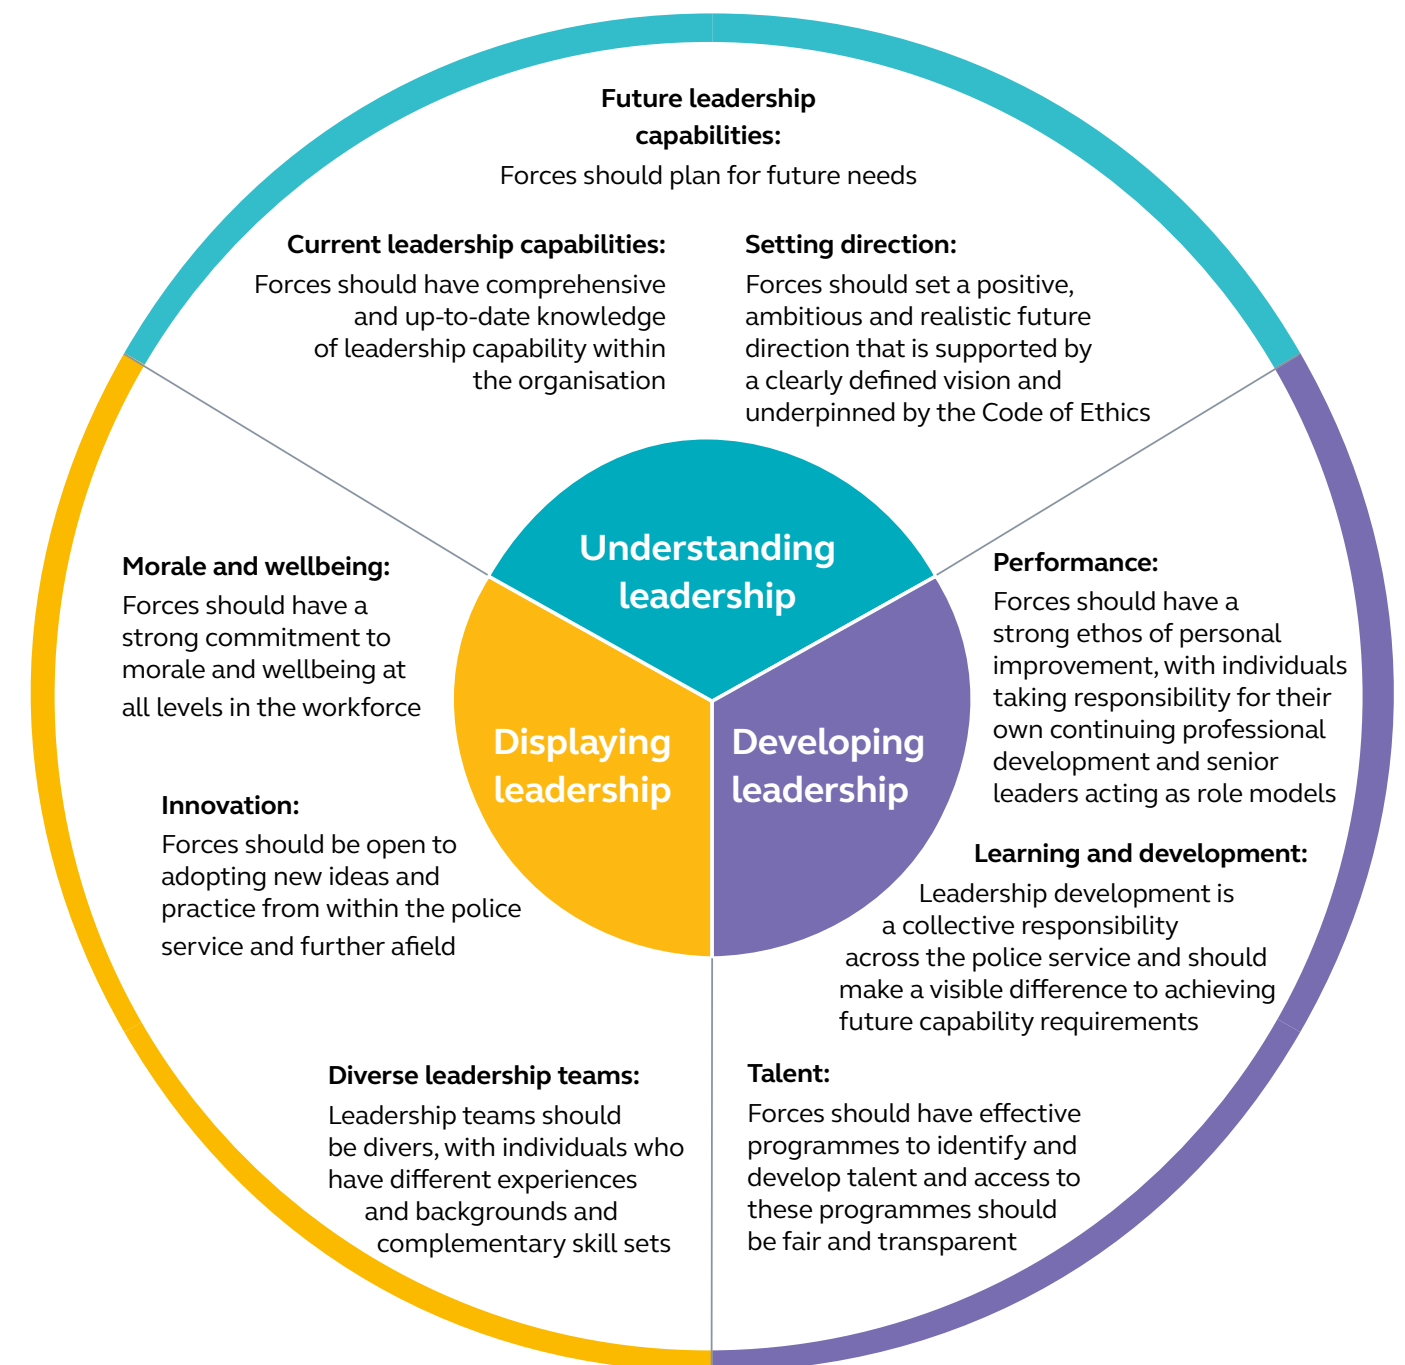 Future leadership
capabilities:
Forces should plan for future needs
Current leadership capabilities:
Forces should have comprehensive
and up-to-date knowledge
of leadership capability within
the organisation
Setting direction:
Forces should set a positive,
ambitious and realistic future
direction that is supported by
a clearly defined vision and
underpinned by the Code of Ethics
Understanding
leadership
Displaying
leadership
Developing
leadership
Morale and wellbeing:
Forces should have a
strong commitment to
morale and wellbeing at
all levels in the workforce
Innovation:
Forces should be open to
adopting new ideas and
practice from within the police
service and further afield
Diverse leadership teams:
Leadership teams should
be divers, with individuals who
have different experiences
and backgrounds and
complementary skill sets
Performance:
Forces should have a
strong ethos of personal
improvement, with individuals
taking responsibility for their
own continuing professional
development and senior
leaders acting as role models
Learning and development:
Leadership development is
a collective responsibility
across the police service and should
make a visible difference to achieving
future capability requirements
Talent:
Forces should have effective
programmes to identify and
develop talent and access to
these programmes should
be fair and transparent